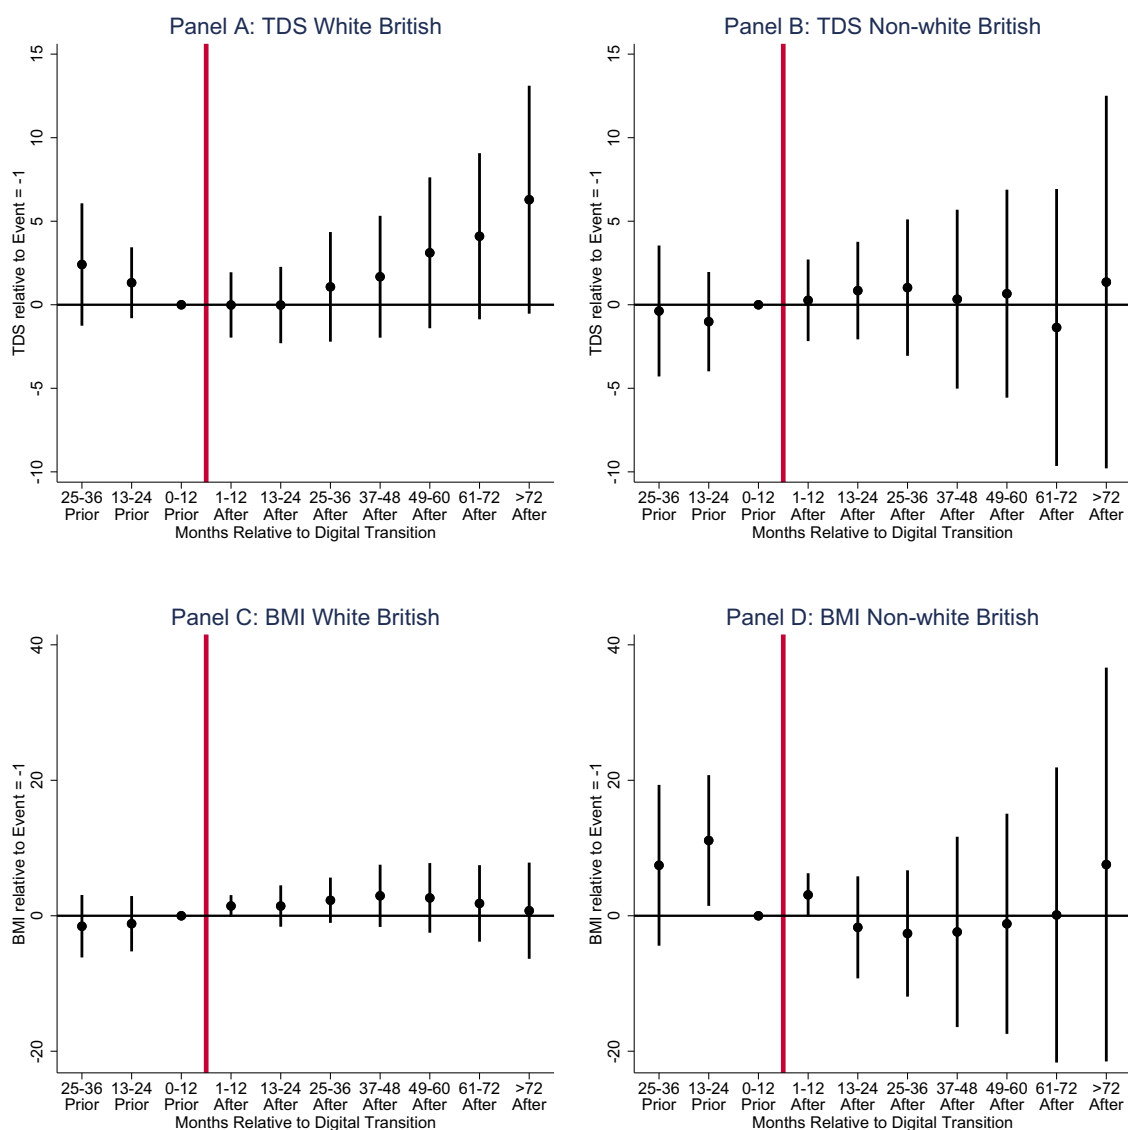 Panel A: TDS White British
TDS relative to Event = -1
15
10
5
0
-5
-10
25-36 13-24 0-12 1-12 13-24 25-36 37-48 49-60 61-72 >72
Prior Prior Prior After After After After After After After
Months Relative to Digital Transition
Panel B: TDS Non-white British
TDS relative to Event = -1
15
10
5
0
-5
-10
25-36 13-24 0-12 1-12 13-24 25-36 37-48 49-60 61-72 >72
Prior Prior Prior After After After After After After After
Months Relative to Digital Transition
Panel C: BMI White British
BMI relative to Event = -1
40
20
0
-20
25-36 13-24 0-12 1-12 13-24 25-36 37-48 49-60 61-72 >72
Prior Prior Prior After After After After After After After
Months Relative to Digital Transition
Panel D: BMI Non-white British
BMI relative to Event = -1
40
20
0
-20
25-36 13-24 0-12 1-12 13-24 25-36 37-48 49-60 61-72 >72
Prior Prior Prior After After After After After After After
Months Relative to Digital Transition